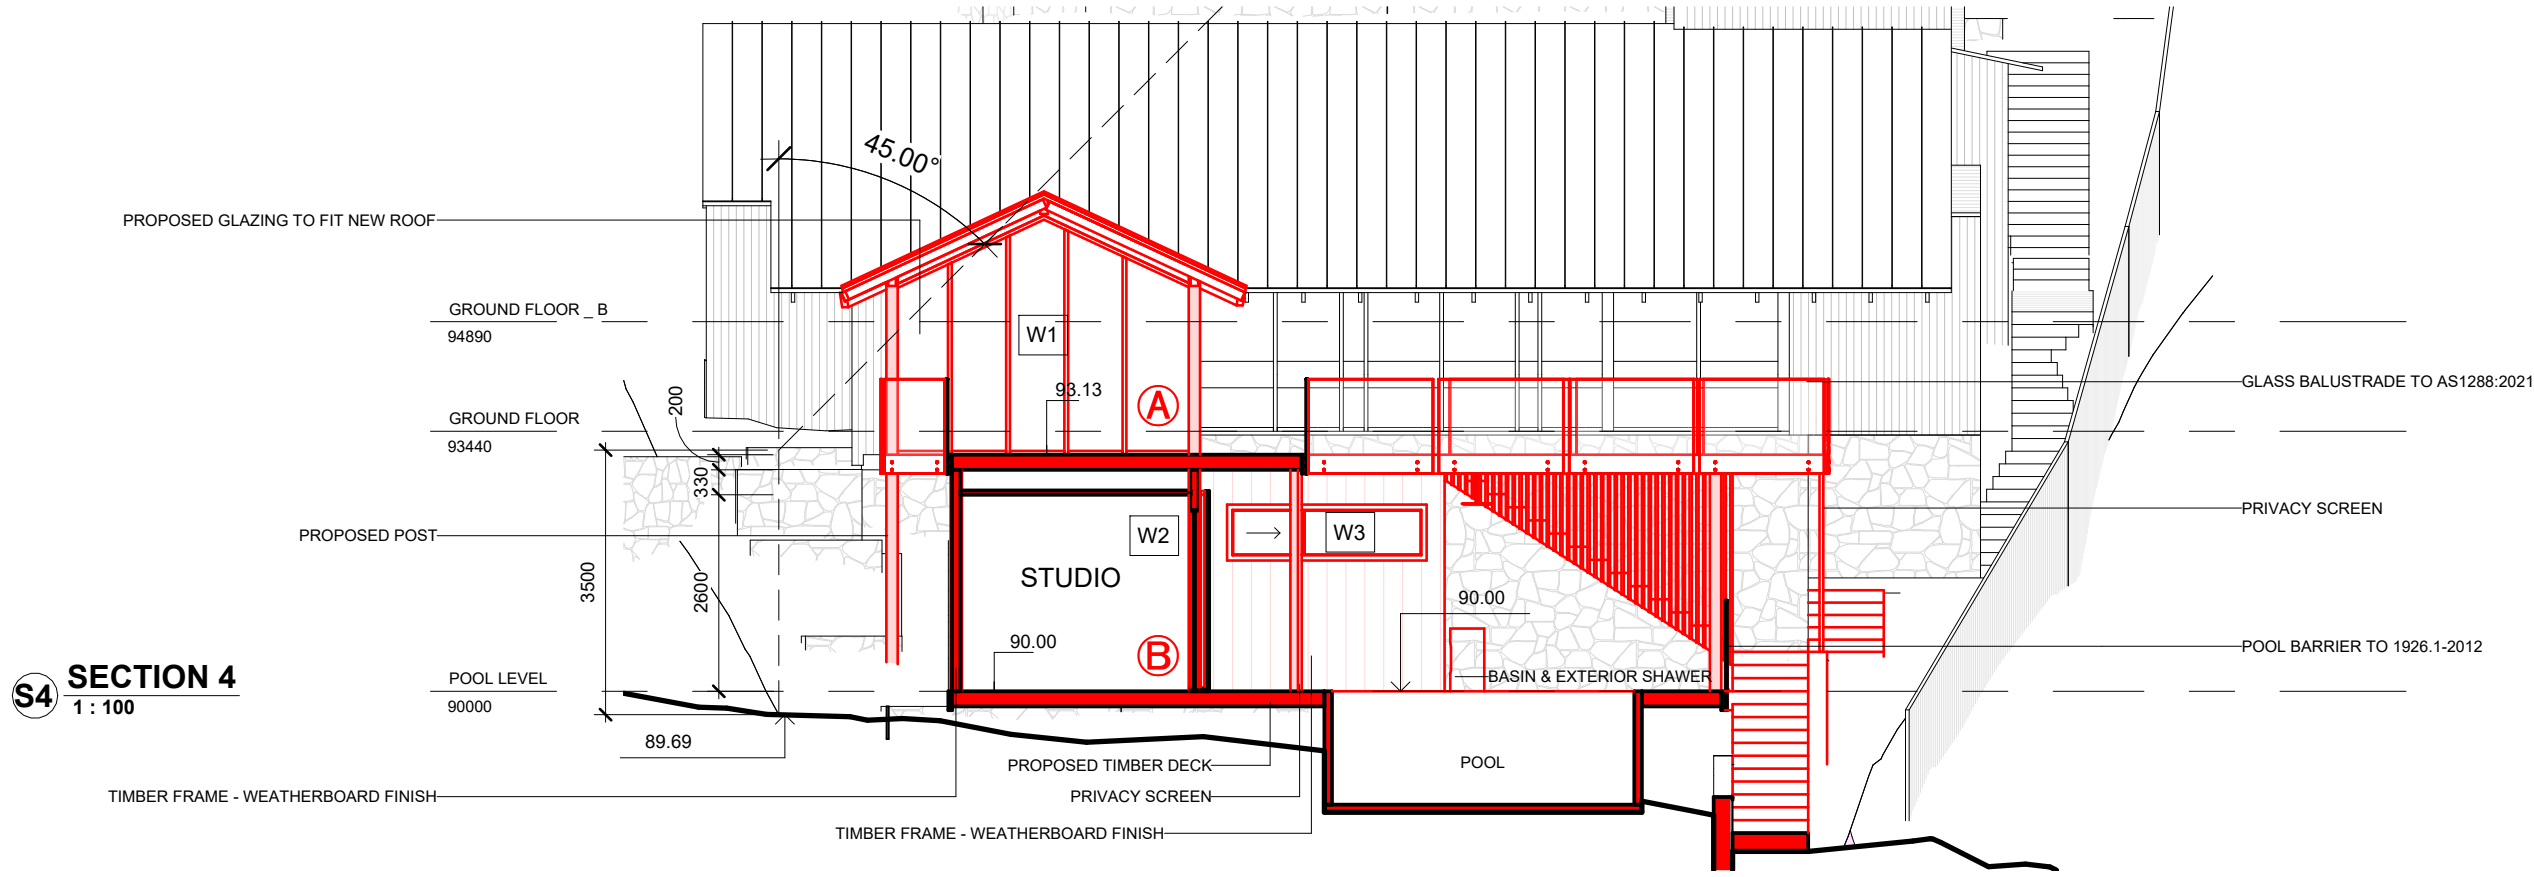 45.00°
PROPOSED GLAZING TO FIT NEW ROOF
GROUND FLOOR _ B
94890
W1
93.13
A
GLASS BALUSTRADE TO AS1288:2021
GROUND FLOOR
93440
200
330
PROPOSED POST
W2
W3
PRIVACY SCREEN
3500
2600
STUDIO
90.00
90.00
B
POOL BARRIER TO 1926.1-2012
BASIN & EXTERIOR SHAWER
S4
SECTION 4
1 : 100
POOL LEVEL
90000
89.69
PROPOSED TIMBER DECK
POOL
TIMBER FRAME - WEATHERBOARD FINISH
PRIVACY SCREEN
TIMBER FRAME - WEATHERBOARD FINISH